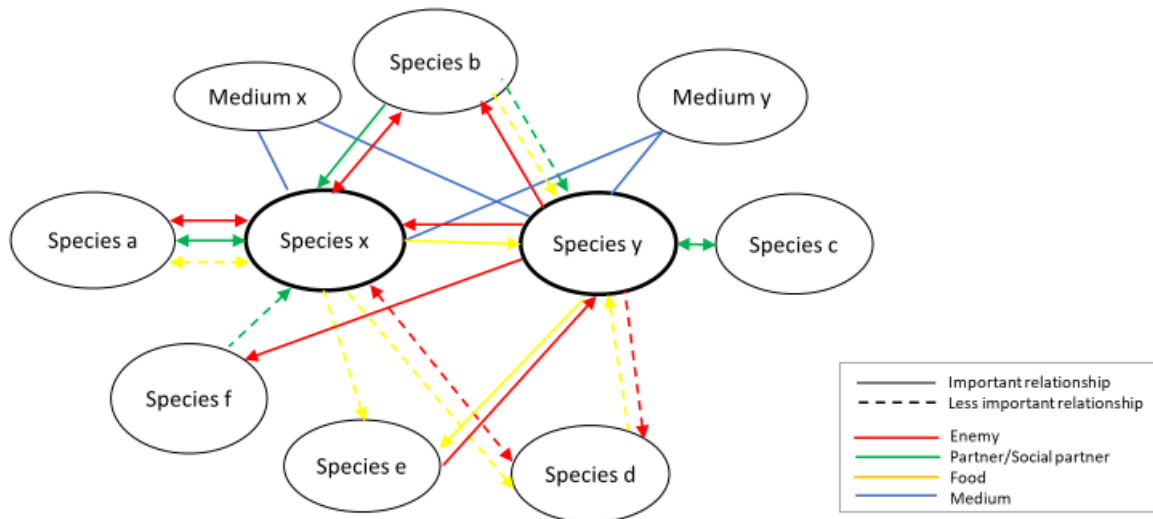 Species b
Medium x
Medium y
Species a
Species x
Species y
Species c
Species f
Species e
Species d
Important relationship
Less important relationship
Enemy
Partner/Social partner
Food
Medium